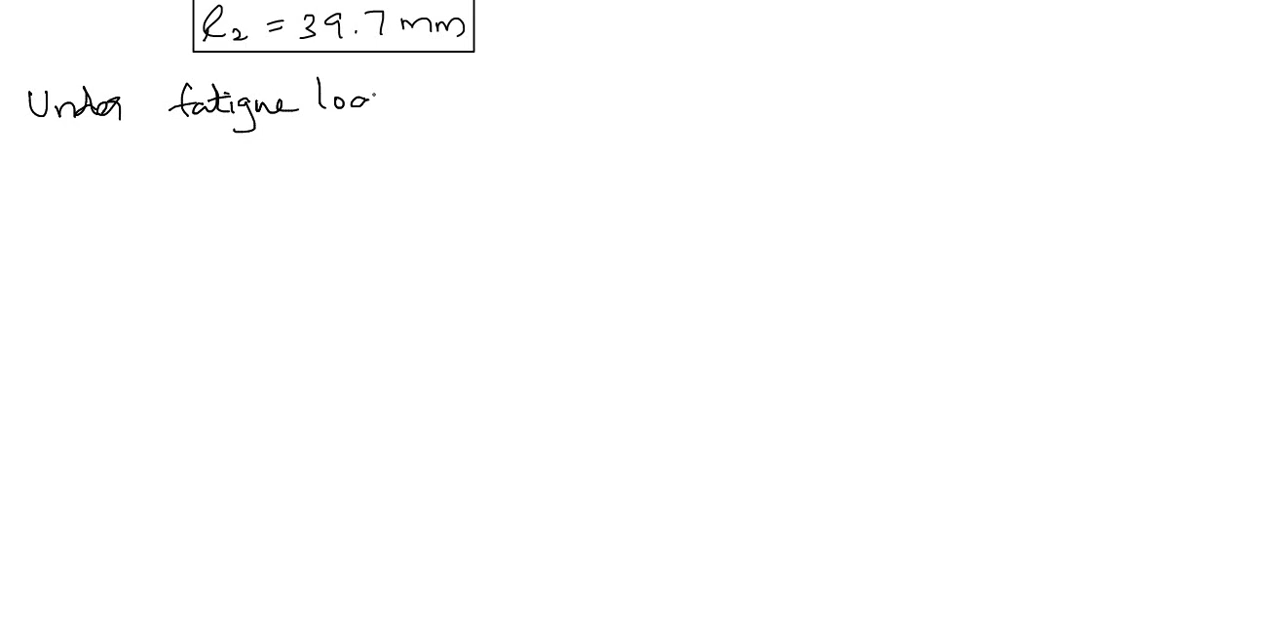 l₂ = 39.7 mm
Under fatigue loa